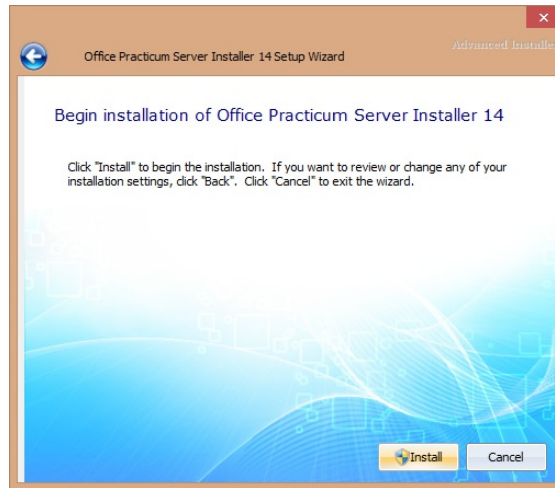 Advanced Installer
Office Practicum Server Installer 14 Setup Wizard
Begin installation of Office Practicum Server Installer 14
Click "Install" to begin the installation. If you want to review or change any of your
installation settings, click "Back". Click "Cancel" to exit the wizard.
Install
Cancel